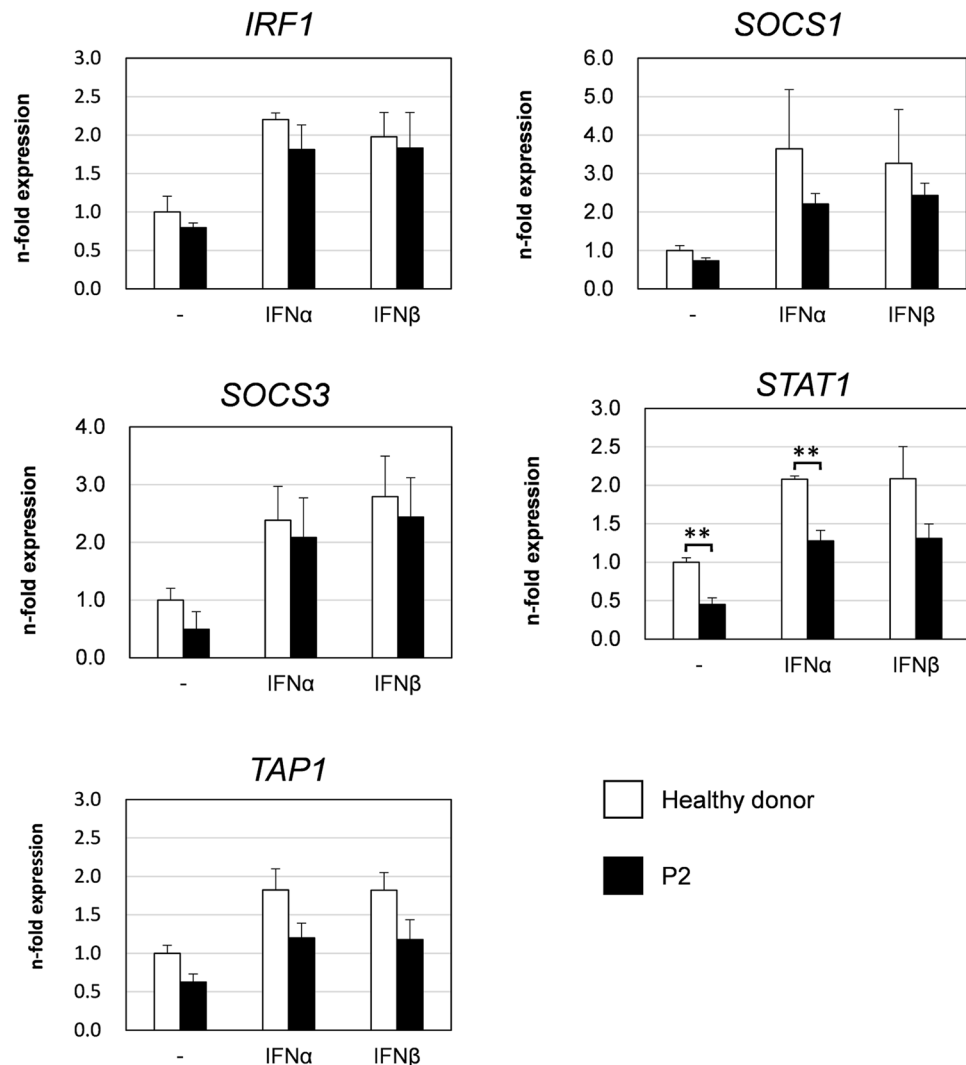 IRF1
n-fold expression
3.0
2.5
2.0
1.5
1.0
0.5
0.0
- IFNα IFNβ
SOCS1
n-fold expression
6.0
5.0
4.0
3.0
2.0
1.0
0.0
- IFNα IFNβ
SOCS3
n-fold expression
4.0
3.0
2.0
1.0
0.0
- IFNα IFNβ
STAT1
n-fold expression
3.0
2.5
2.0
1.5
1.0
0.5
0.0
**
**
- IFNα IFNβ
TAP1
n-fold expression
3.0
2.5
2.0
1.5
1.0
0.5
0.0
- IFNα IFNβ
Healthy donor
P2